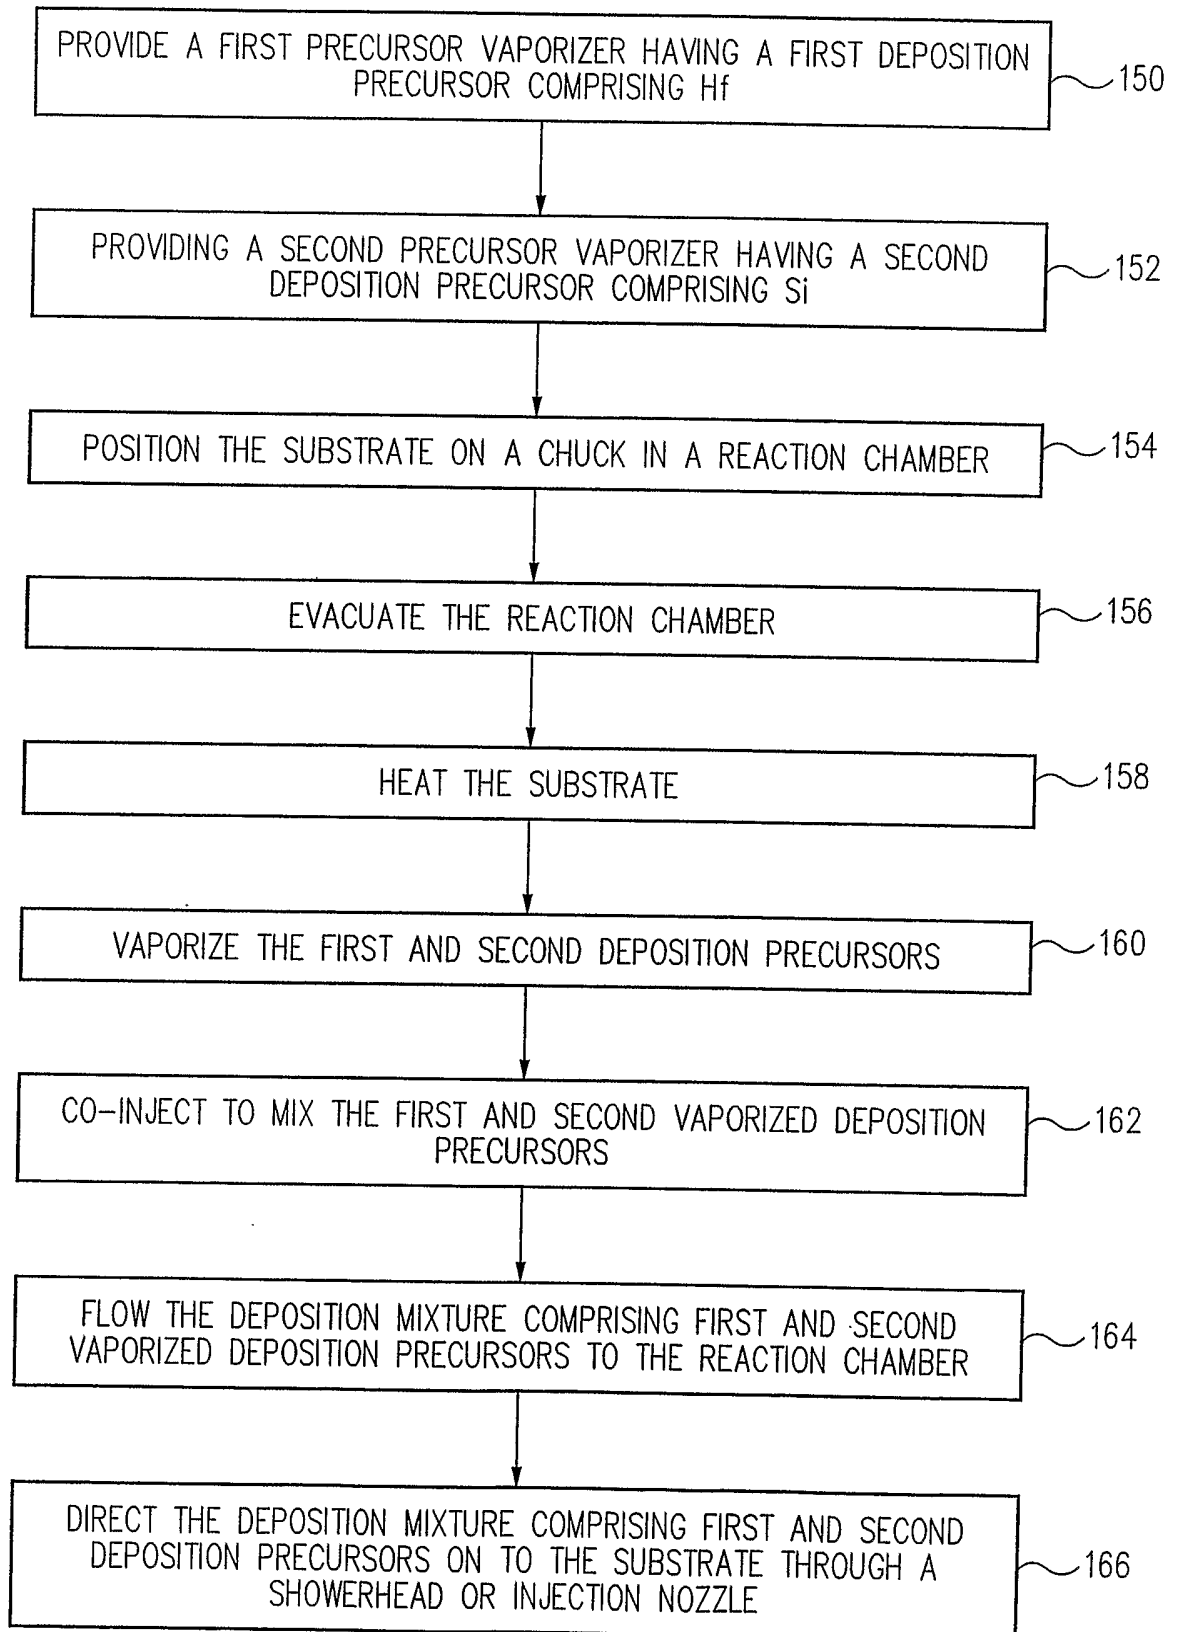 PROVIDE A FIRST PRECURSOR VAPORIZER HAVING A FIRST DEPOSITION
PRECURSOR COMPRISING Hf
150
PROVIDING A SECOND PRECURSOR VAPORIZER HAVING A SECOND
DEPOSITION PRECURSOR COMPRISING Si
152
POSITION THE SUBSTRATE ON A CHUCK IN A REACTION CHAMBER
154
EVACUATE THE REACTION CHAMBER
156
HEAT THE SUBSTRATE
158
VAPORIZE THE FIRST AND SECOND DEPOSITION PRECURSORS
160
CO-INJECT TO MIX THE FIRST AND SECOND VAPORIZED DEPOSITION
PRECURSORS
162
FLOW THE DEPOSITION MIXTURE COMPRISING FIRST AND SECOND
VAPORIZED DEPOSITION PRECURSORS TO THE REACTION CHAMBER
164
DIRECT THE DEPOSITION MIXTURE COMPRISING FIRST AND SECOND
DEPOSITION PRECURSORS ON TO THE SUBSTRATE THROUGH A
SHOWERHEAD OR INJECTION NOZZLE
166